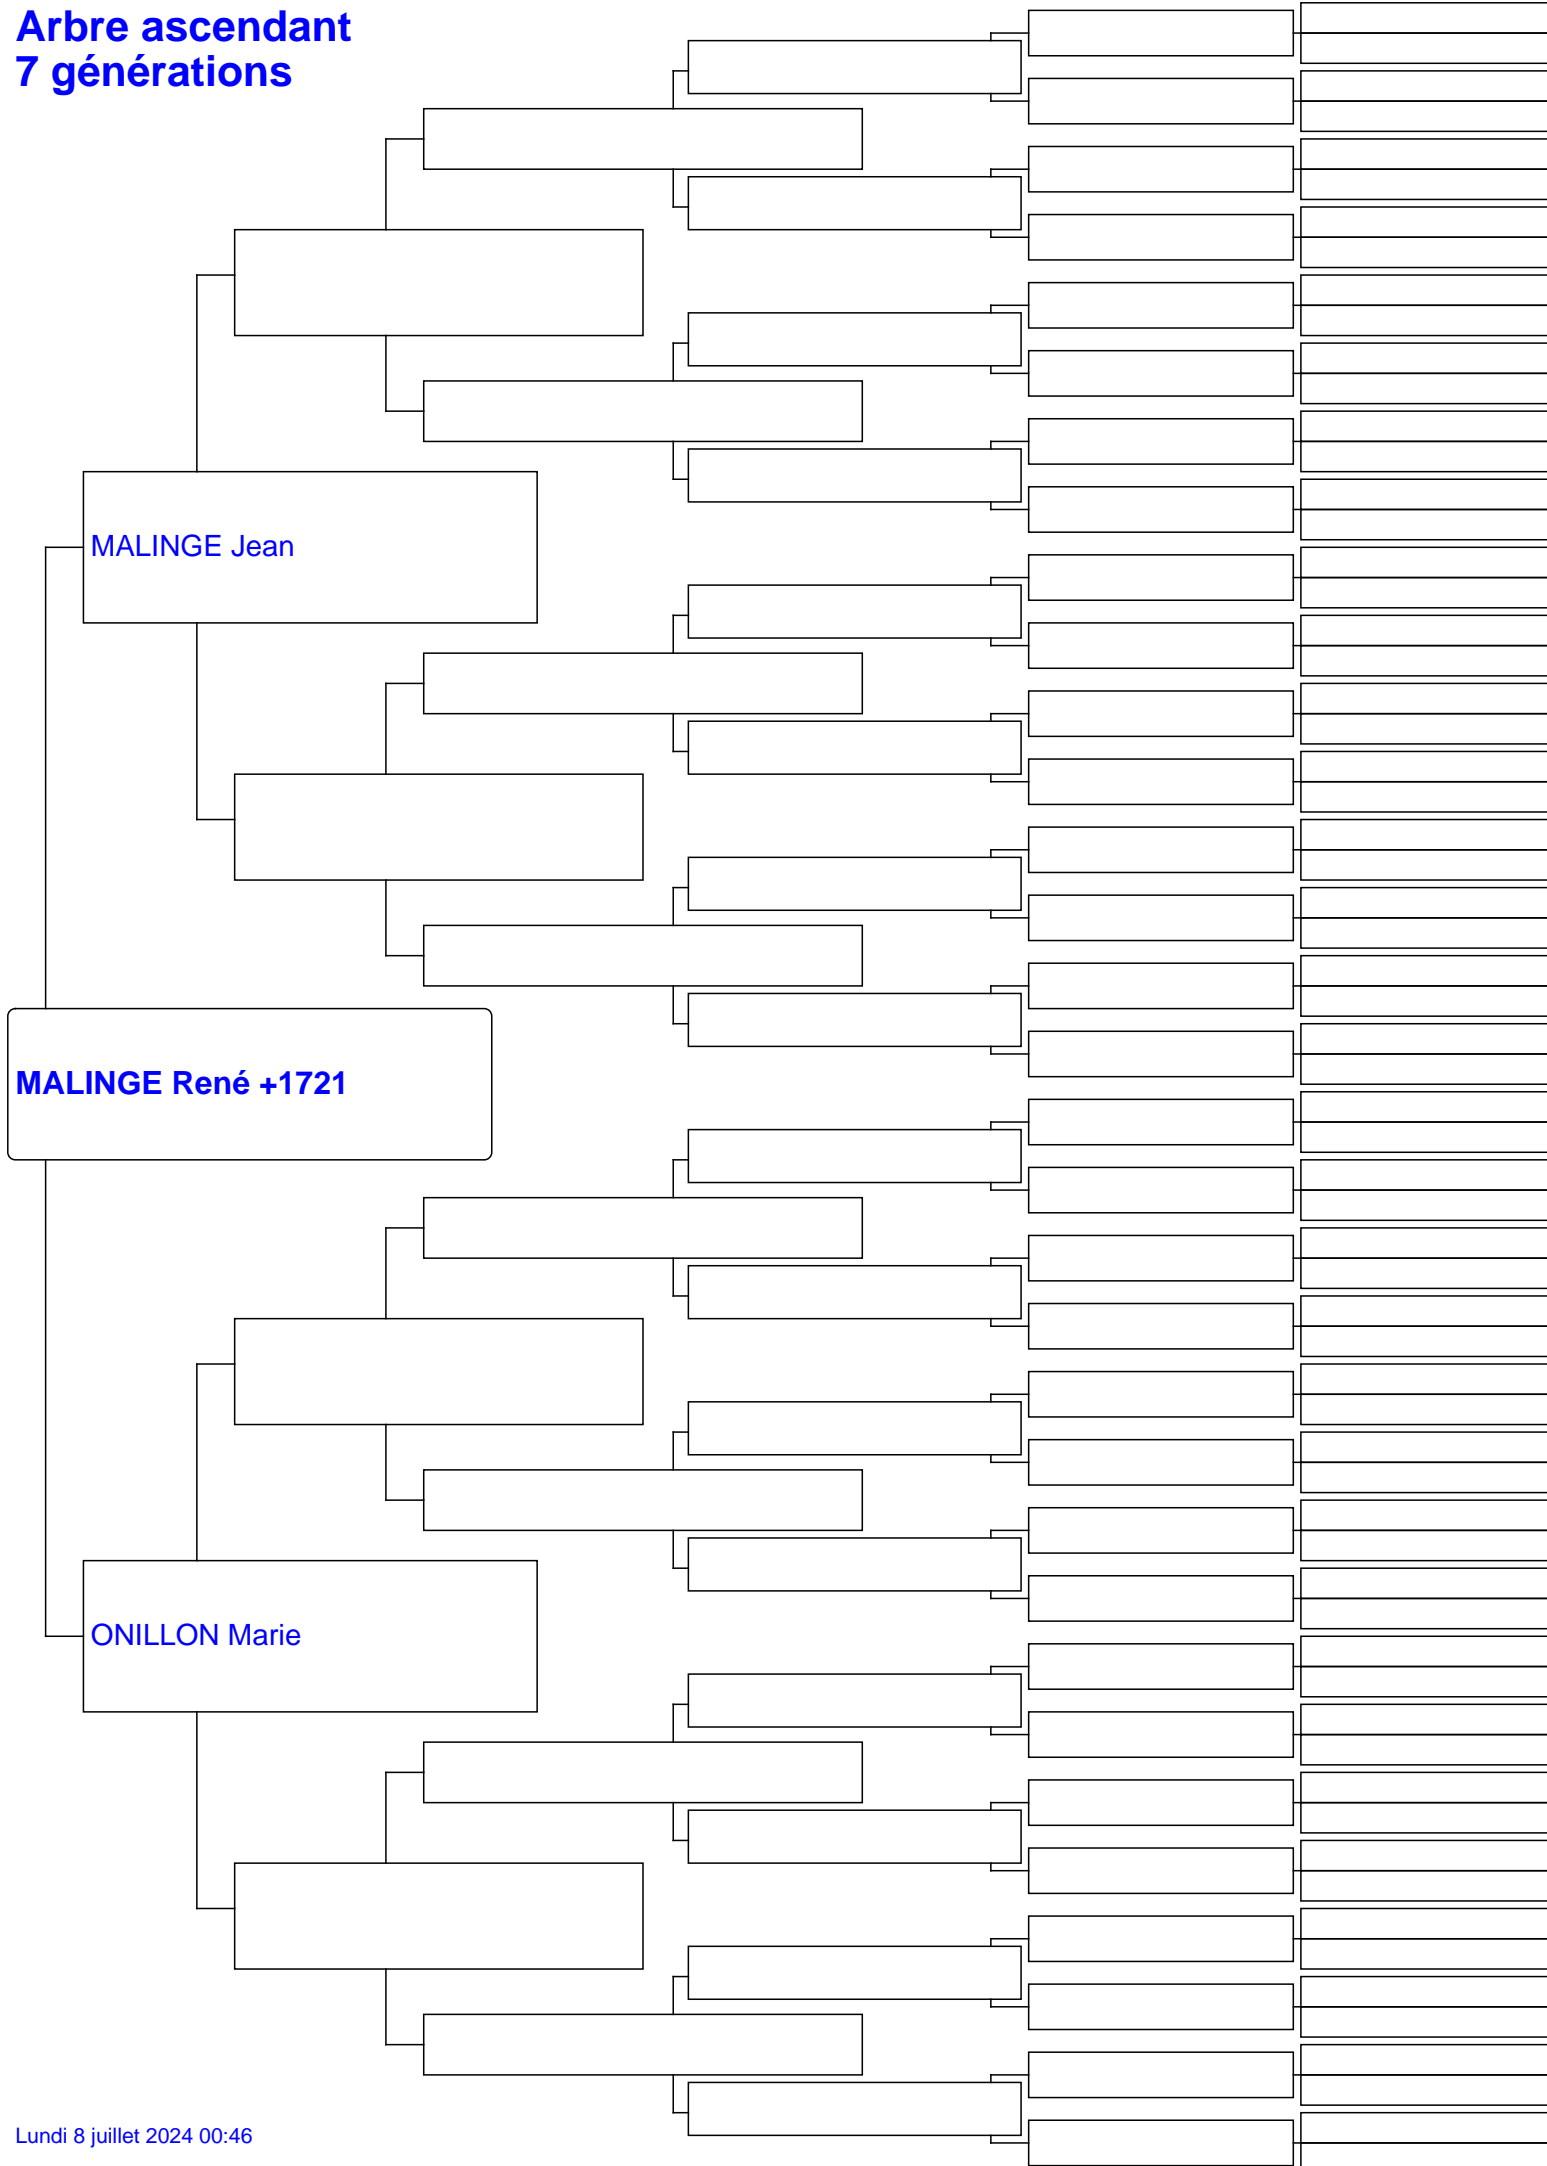 Arbre ascendant
7 générations
MALINGE Jean
MALINGE René +1721
ONILLON Marie
Lundi 8 juillet 2024 00:46